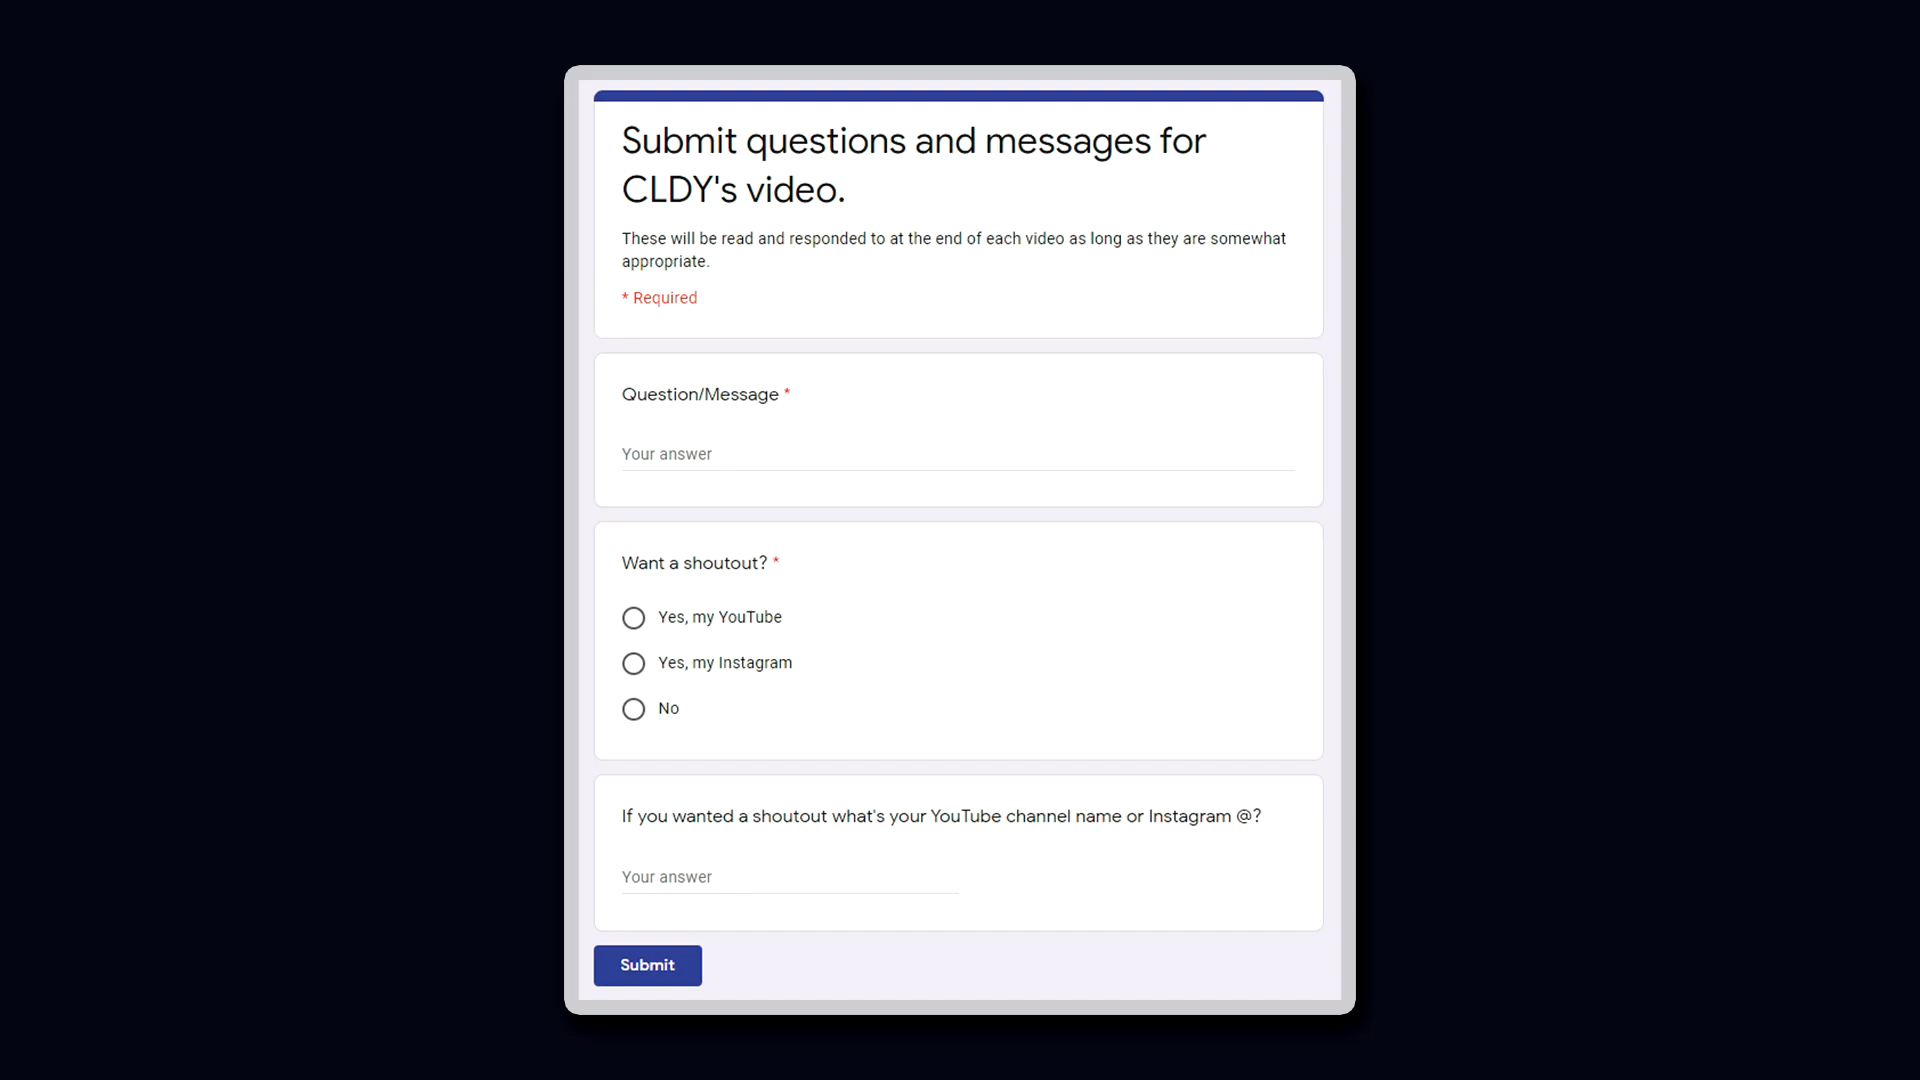 Submit questions and messages for
CLDY's video.
These will be read and responded to at the end of each video as long as they are somewhat
appropriate.
* Required
Question/Message *
Your answer
Want a shoutout? *
Yes, my YouTube
Yes, my Instagram
No
If you wanted a shoutout what's your YouTube channel name or Instagram @?
Your answer
Submit